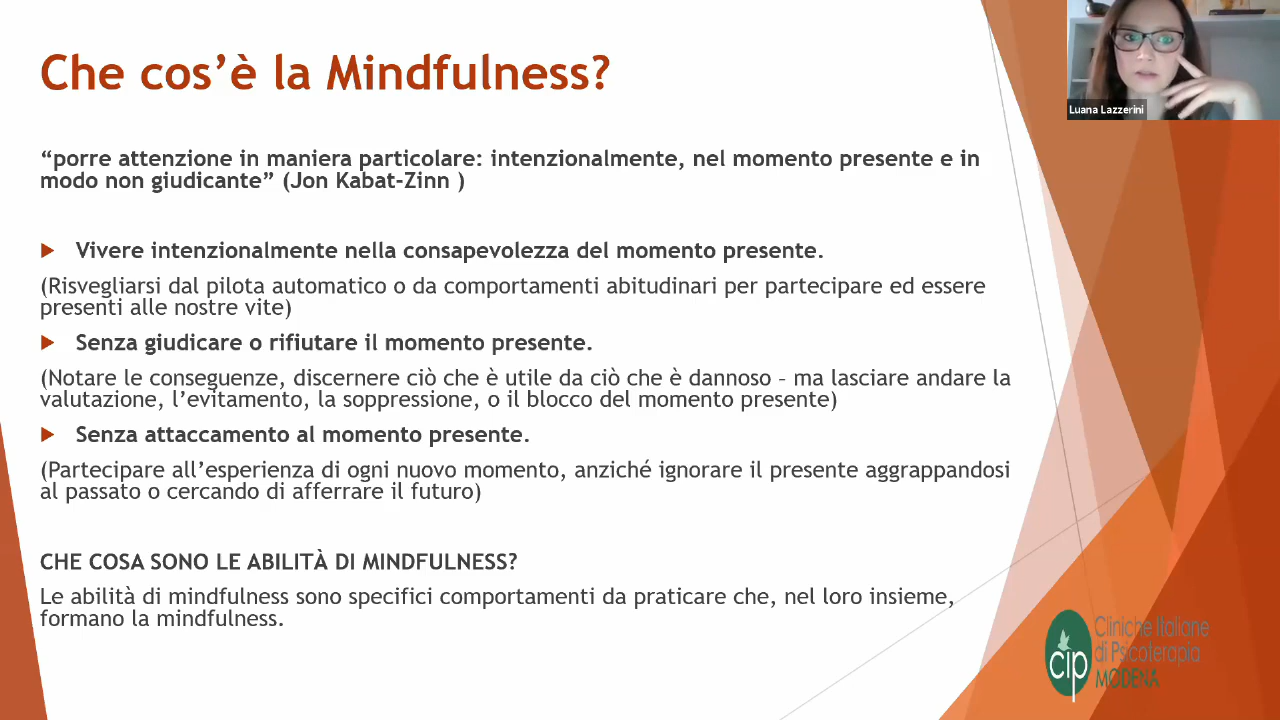 Che cos’è la Mindfulness?
“porre attenzione in maniera particolare: intenzionalmente, nel momento presente e in
modo non giudicante” (Jon Kabat-Zinn )
Vivere intenzionalmente nella consapevolezza del momento presente.
(Risvegliarsi dal pilota automatico o da comportamenti abitudinari per partecipare ed essere
presenti alle nostre vite)
Senza giudicare o rifiutare il momento presente.
(Notare le conseguenze, discernere ciò che è utile da ciò che è dannoso – ma lasciare andare la
valutazione, l’evitamento, la soppressione, o il blocco del momento presente)
Senza attaccamento al momento presente.
(Partecipare all’esperienza di ogni nuovo momento, anziché ignorare il presente aggrappandosi
al passato o cercando di afferrare il futuro)
CHE COSA SONO LE ABILITÀ DI MINDFULNESS?
Le abilità di mindfulness sono specifici comportamenti da praticare che, nel loro insieme,
formano la mindfulness.
Luana Lazzerini
cip
Cliniche Italiane
di Psicoterapia
MODENA